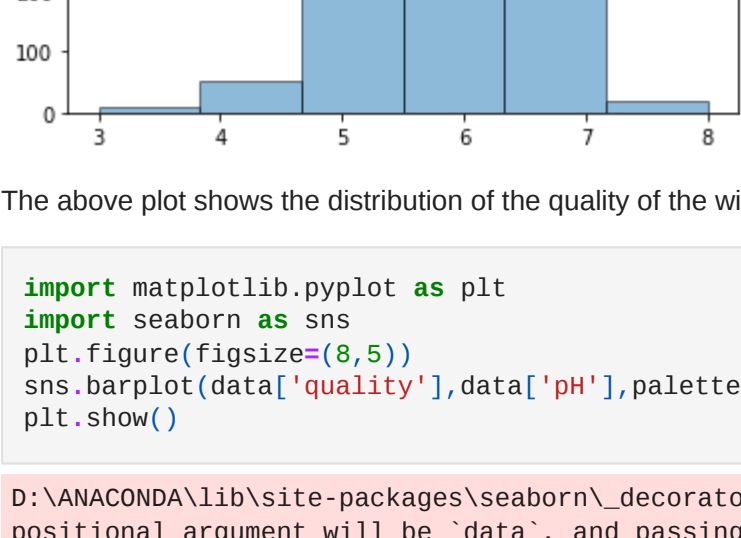 100
0
3 4 5 6 7 8
The above plot shows the distribution of the quality of the
import matplotlib.pyplot as plt
import seaborn as sns
plt.figure(figsize=(8,5))
sns.barplot(data['quality'],data['pH'],palette
plt.show()
D:\ANACONDA\lib\site-packages\seaborn\_decorato
positional argument will be `data`, and passing